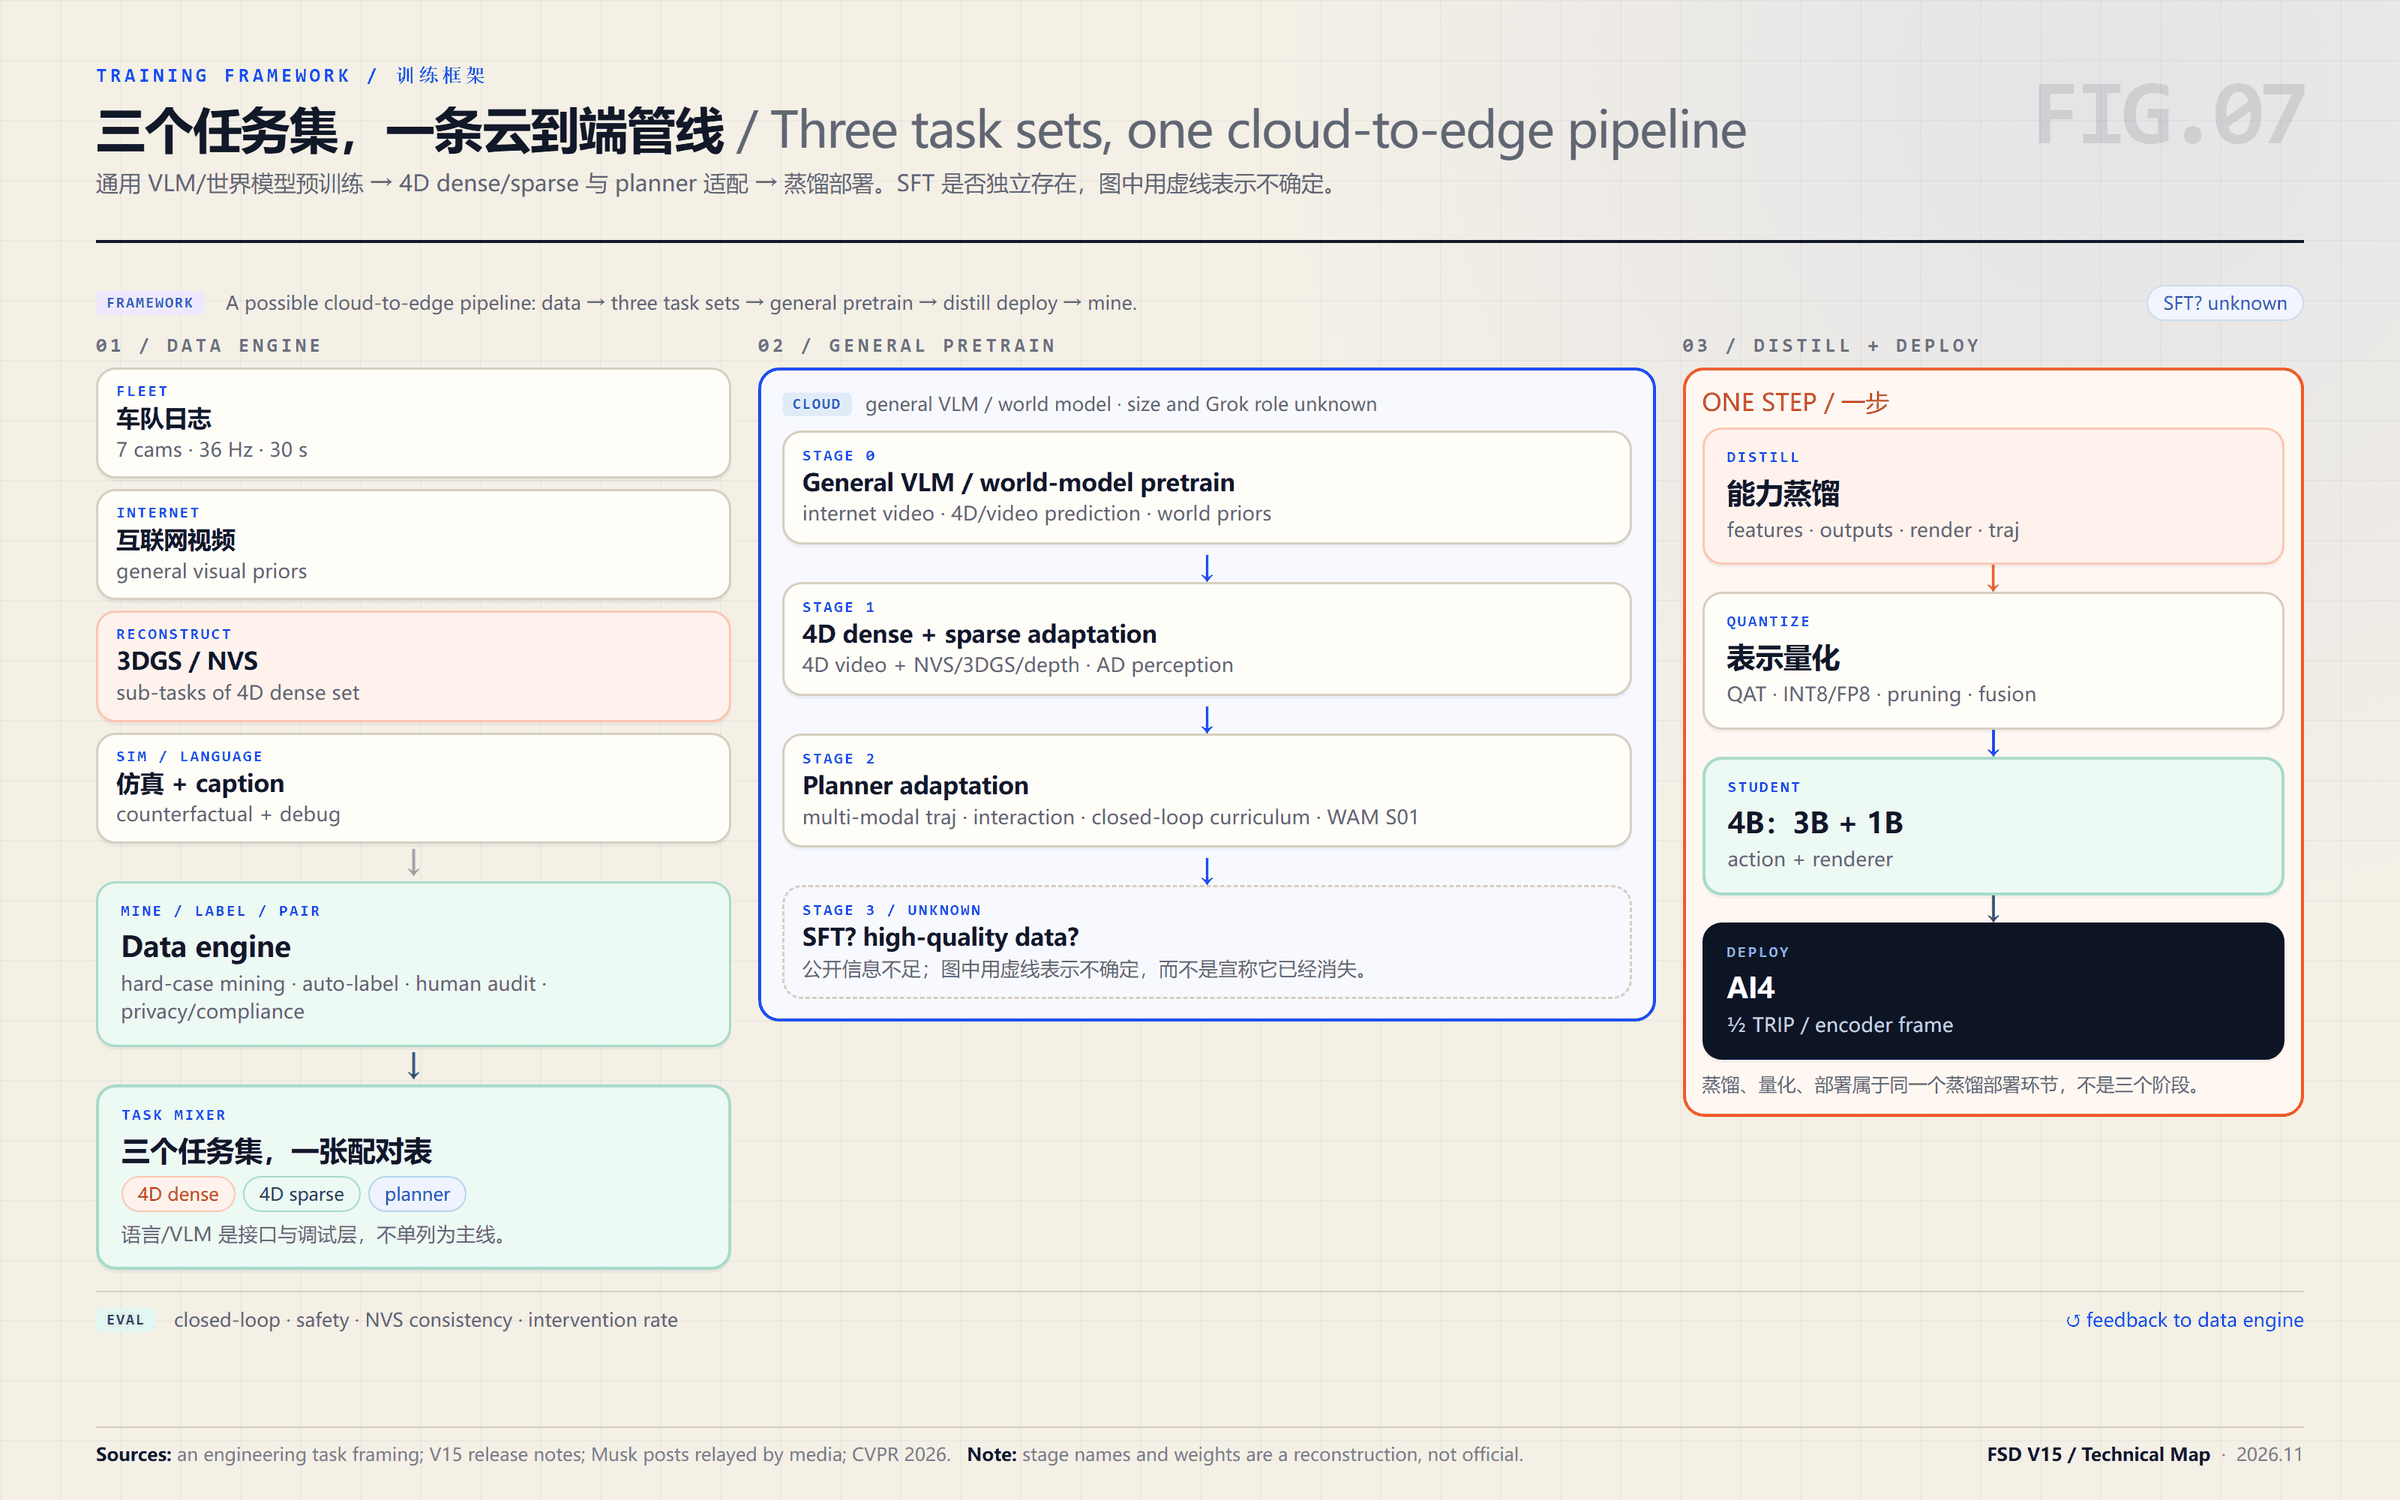 TRAINING FRAMEWORK / 训练框架
三个任务集，一条云到端管线 / Three task sets, one cloud-to-edge pipeline
FIG.07
通用 VLM/世界模型预训练 → 4D dense/sparse 与 planner 适配 → 蒸馏部署。SFT 是否独立存在，图中用虚线表示不确定。
FRAMEWORK A possible cloud-to-edge pipeline: data → three task sets → general pretrain → distill deploy → mine.
SFT? unknown
01 / DATA ENGINE
FLEET
车队日志
7 cams · 36 Hz · 30 s
INTERNET
互联网视频
general visual priors
RECONSTRUCT
3DGS / NVS
sub-tasks of 4D dense set
SIM / LANGUAGE
仿真 + caption
counterfactual + debug
↓
MINE / LABEL / PAIR
Data engine
hard-case mining · auto-label · human audit ·
privacy/compliance
↓
TASK MIXER
三个任务集，一张配对表
4D dense 4D sparse planner
语言/VLM 是接口与调试层，不单列为主线。
02 / GENERAL PRETRAIN
CLOUD general VLM / world model · size and Grok role unknown
STAGE 0
General VLM / world-model pretrain
internet video · 4D/video prediction · world priors
↓
STAGE 1
4D dense + sparse adaptation
4D video + NVS/3DGS/depth · AD perception
↓
STAGE 2
Planner adaptation
multi-modal traj · interaction · closed-loop curriculum · WAM S01
↓
STAGE 3 / UNKNOWN
SFT? high-quality data?
公开信息不足；图中用虚线表示不确定，而不是宣称它已经消失。
03 / DISTILL + DEPLOY
ONE STEP / 一步
DISTILL
能力蒸馏
features · outputs · render · traj
↓
QUANTIZE
表示量化
QAT · INT8/FP8 · pruning · fusion
↓
STUDENT
4B：3B + 1B
action + renderer
↓
DEPLOY
AI4
½ TRIP / encoder frame
蒸馏、量化、部署属于同一个蒸馏部署环节，不是三个阶段。
EVAL closed-loop · safety · NVS consistency · intervention rate
↺ feedback to data engine
Sources: an engineering task framing; V15 release notes; Musk posts relayed by media; CVPR 2026. Note: stage names and weights are a reconstruction, not official.
FSD V15 / Technical Map · 2026.11